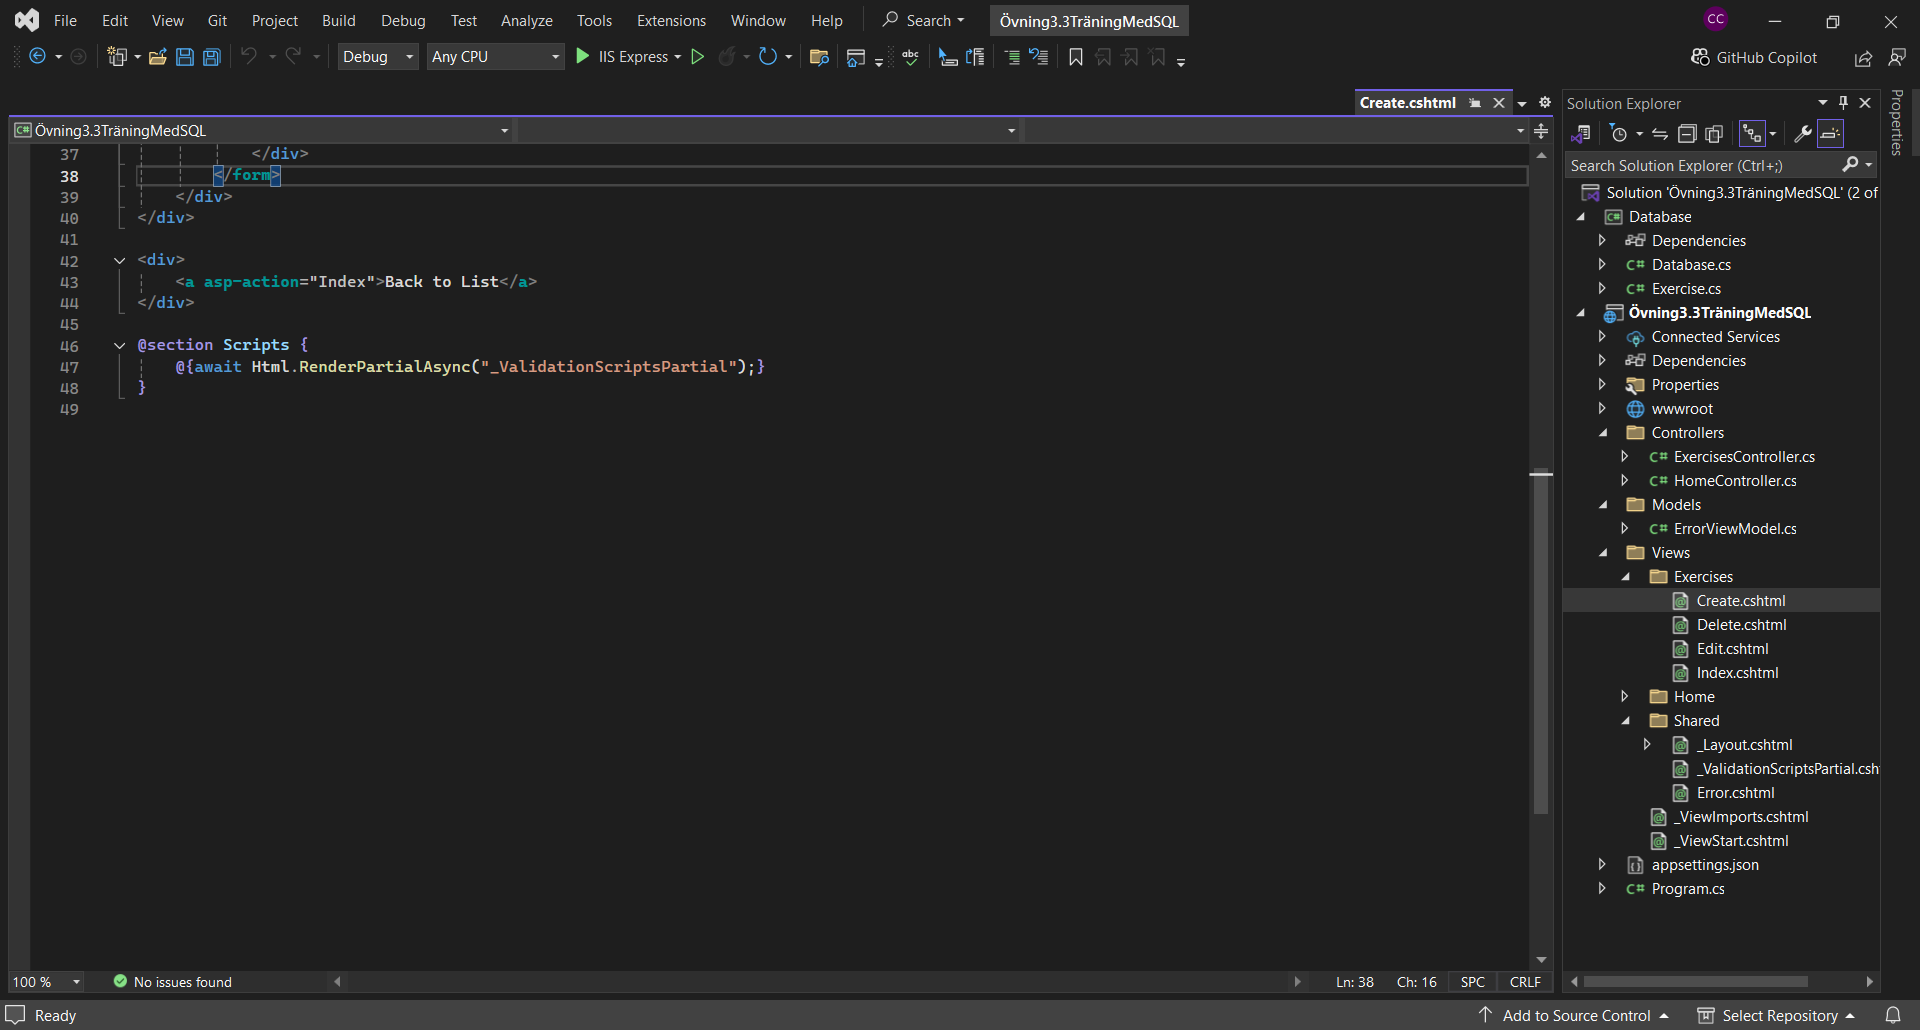 File Edit View Git Project Build Debug Test Analyze Tools Extensions Window Help Search Övning3.3TräningMedSQL CC
Debug Any CPU IIS Express abc GitHub Copilot
Create.cshtml
Övning3.3TräningMedSQL
37 </div>
38 </form>
39 </div>
40 </div>
41
42 <div>
43 <a asp-action="Index">Back to List</a>
44 </div>
45
46 @section Scripts {
47 @{await Html.RenderPartialAsync("_ValidationScriptsPartial");}
48 }
49
100 % No issues found Ln: 38 Ch: 16 SPC CRLF
Solution Explorer
Search Solution Explorer (Ctrl+;)
Solution 'Övning3.3TräningMedSQL' (2 of
Database
Dependencies
C# Database.cs
C# Exercise.cs
Övning3.3TräningMedSQL
Connected Services
Dependencies
Properties
wwwroot
Controllers
C# ExercisesController.cs
C# HomeController.cs
Models
C# ErrorViewModel.cs
Views
Exercises
Create.cshtml
Delete.cshtml
Edit.cshtml
Index.cshtml
Home
Shared
_Layout.cshtml
_ValidationScriptsPartial.csh
Error.cshtml
_ViewImports.cshtml
_ViewStart.cshtml
appsettings.json
C# Program.cs
Properties
Ready Add to Source Control Select Repository